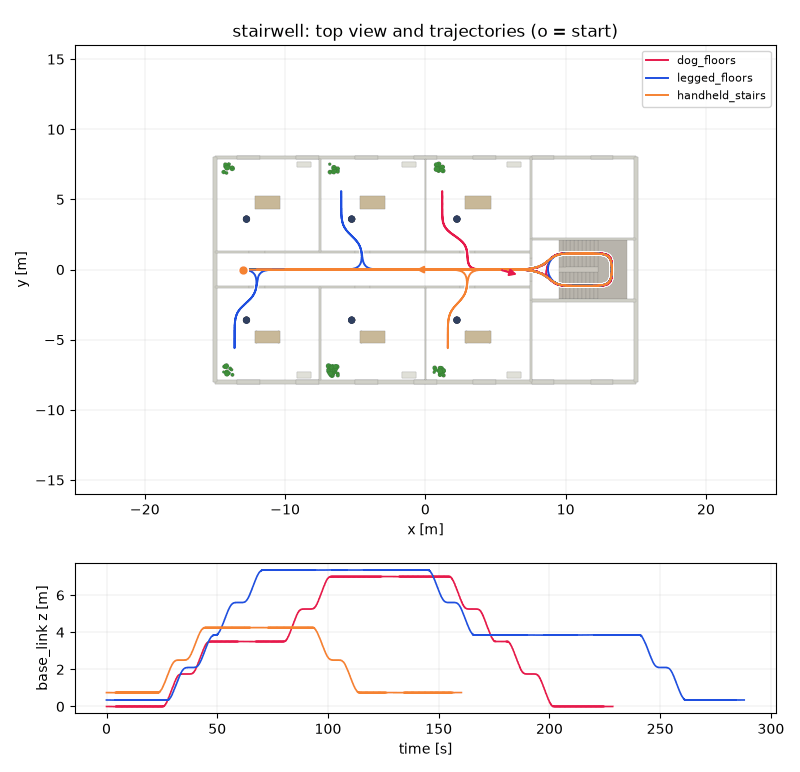 stairwell: top view and trajectories (o = start)
15
10
5
0
−5
−10
−15
y [m]
dog_floors
legged_floors
handheld_stairs
−20
−10
0
10
20
x [m]
6
4
2
0
base_link z [m]
0
50
100
150
200
250
300
time [s]